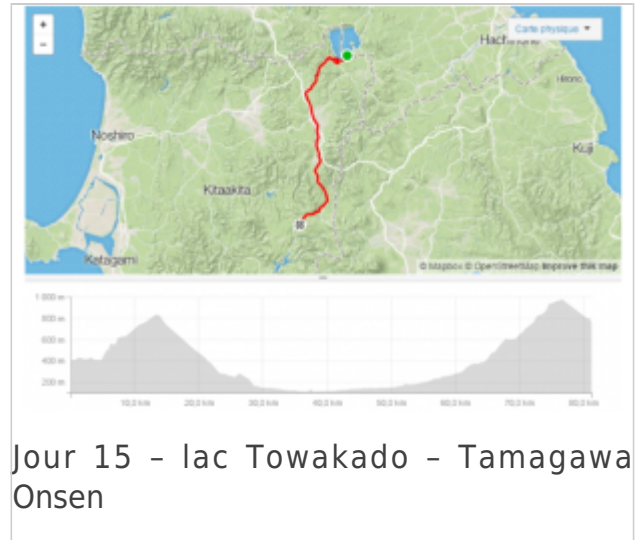 +
Carte physique
−
Hachinohe
Hirono
Noshiro
Kuji
Kitaakita
Katagami
© Mapbox © OpenStreetMap Improve this map
1 000 m
800 m
600 m
400 m
200 m
10,0 km 20,0 km 30,0 km 40,0 km 50,0 km 60,0 km 70,0 km 80,0 km
Jour 15 – lac Towakado – Tamagawa
Onsen